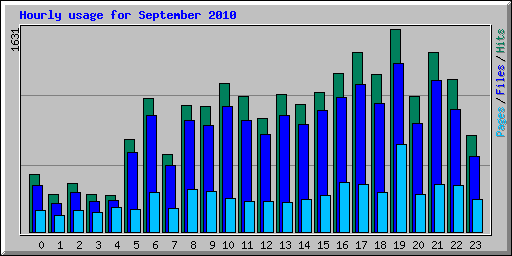 Hourly usage for September 2010
1631
Pages/Files/Hits
0 1 2 3 4 5 6 7 8 9 10 11 12 13 14 15 16 17 18 19 20 21 22 23